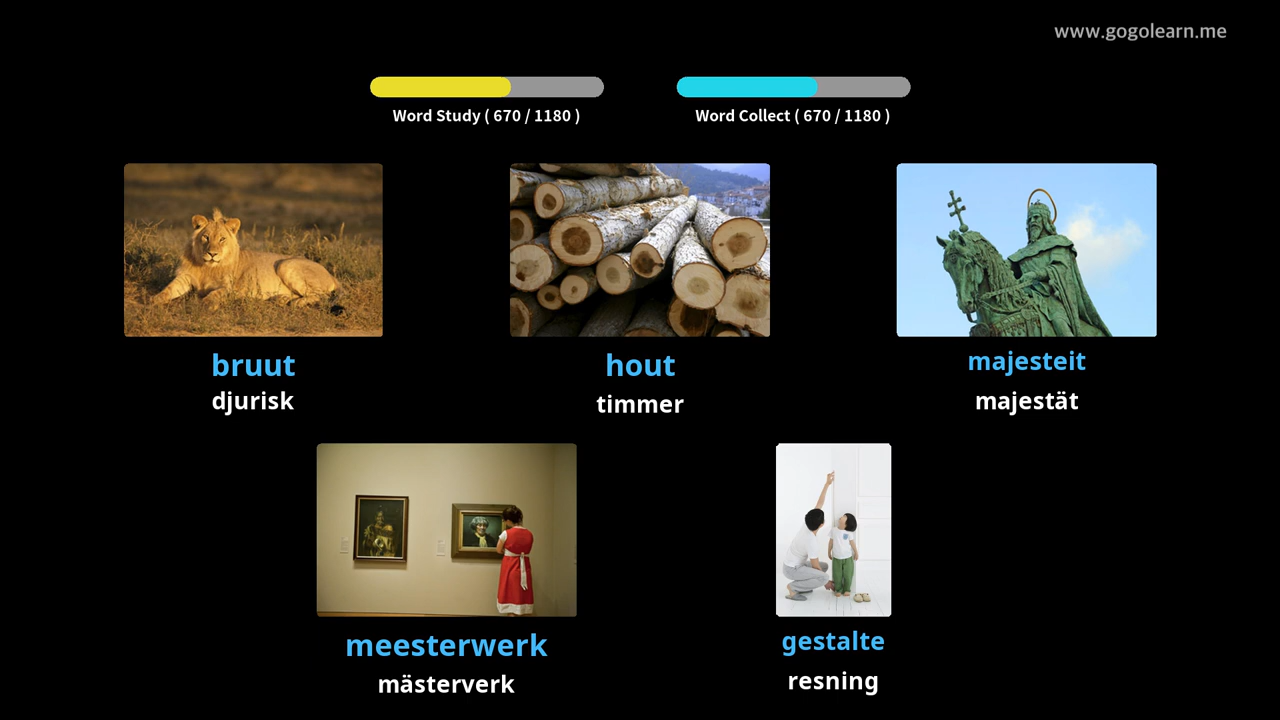 www.gogolearn.me
Word Study ( 670 / 1180 )
Word Collect ( 670 / 1180 )
bruut
djurisk
hout
timmer
majesteit
majestät
meesterwerk
mästerverk
gestalte
resning